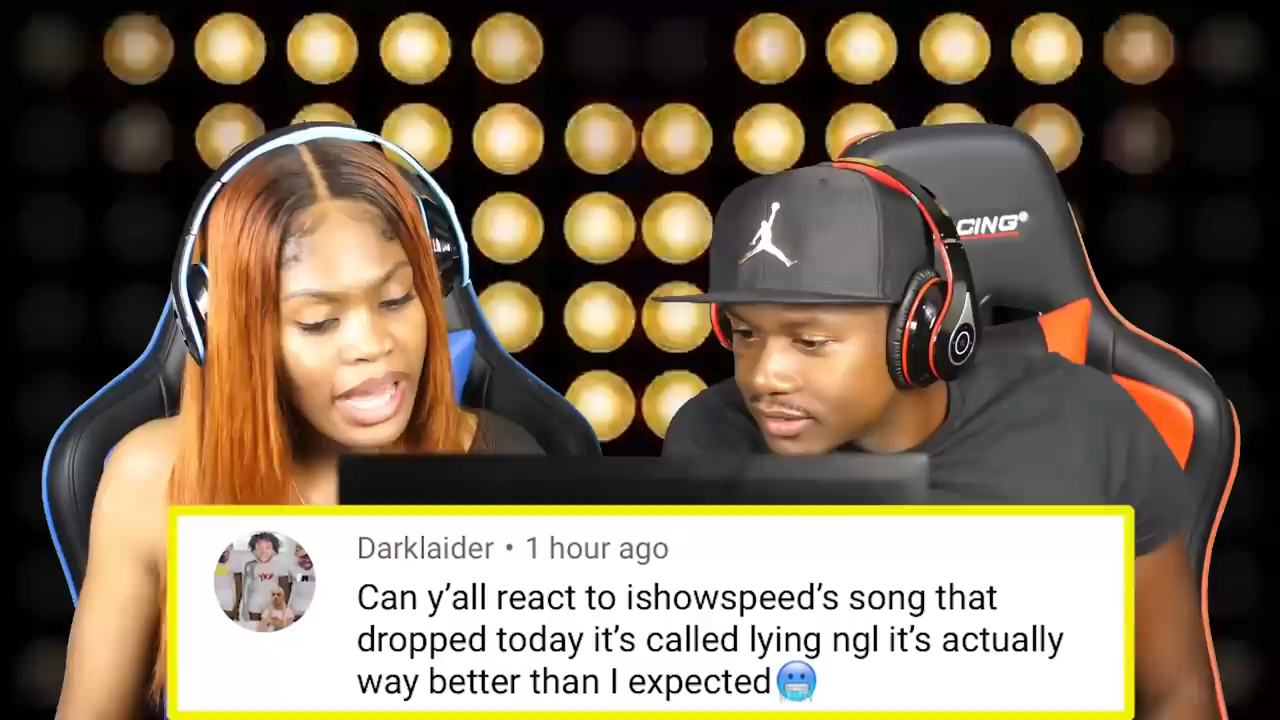 CING®
Darklaider • 1 hour ago
Can y’all react to ishowspeed’s song that
dropped today it’s called lying ngl it’s actually
way better than I expected🥶